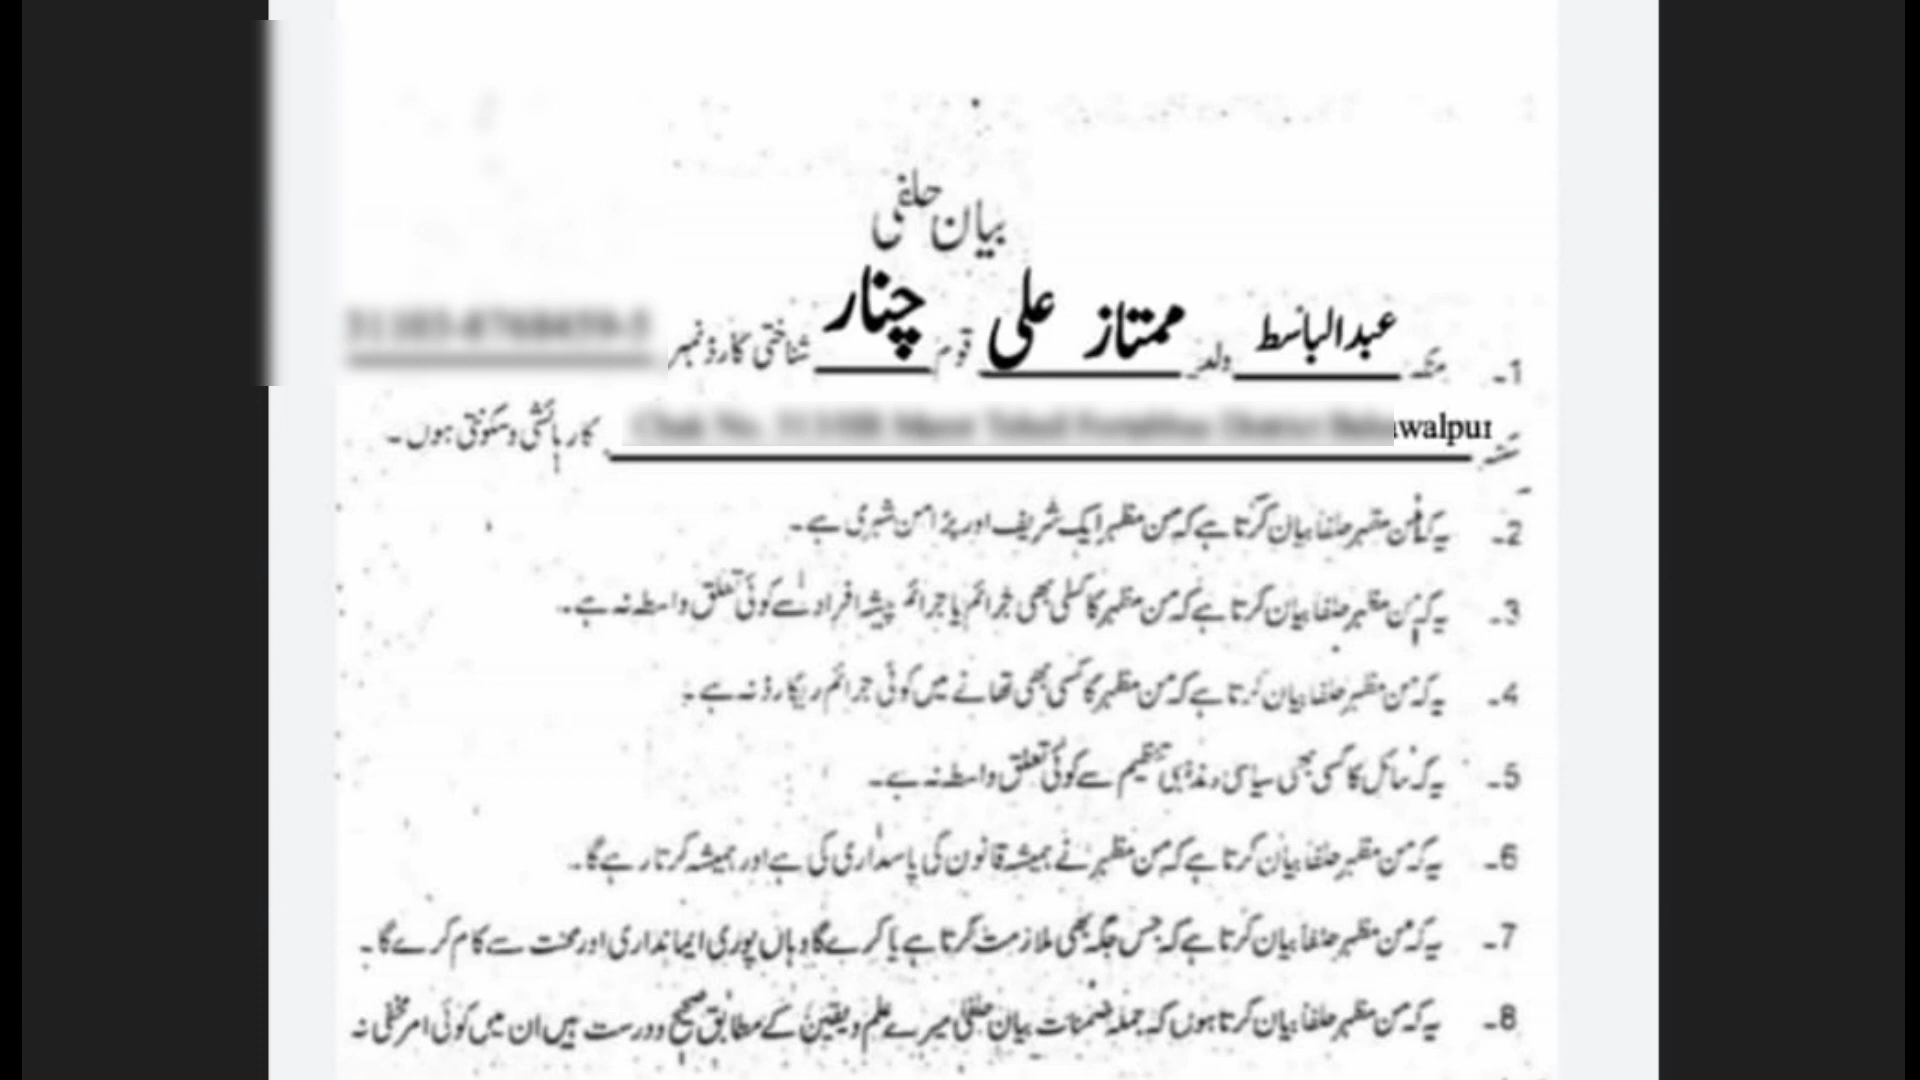 بیان حلفی
1۔ منکہ عبدالباسط ولد ممتاز علی قوم چنار شناختی کارڈ نمبر
سکنہ awalpur کا رہائشی و سکونتی ہوں۔
2۔ یہ کہ من مظہر حلفا بیان کرتا ہے کہ من مظہر ایک شریف اور پر امن شہری ہے۔
3۔ یہ کہ من مظہر حلفا بیان کرتا ہے کہ من مظہر کا کسی بھی جرائم یا جرائم پیشہ افراد سے کوئی تعلق واسطہ نہ ہے۔
4۔ یہ کہ من مظہر حلفا بیان کرتا ہے کہ من مظہر کا کسی بھی تھانے میں کوئی جرائم ریکارڈ نہ ہے۔
5۔ یہ کہ سائل کا کسی بھی سیاسی و مذہبی تنظیم سے کوئی تعلق واسطہ نہ ہے۔
6۔ یہ کہ من مظہر حلفا بیان کرتا ہے کہ من مظہر نے ہمیشہ قانون کی پاسداری کی ہے اور ہمیشہ کرتا رہے گا۔
7۔ یہ کہ من مظہر حلفا بیان کرتا ہے کہ جس جگہ بھی ملازمت کرتا ہے یا کرے گا وہاں پوری ایمانداری اور محنت سے کام کرے گا۔
8۔ یہ کہ من مظہر حلفا بیان کرتا ہوں کہ جملہ ضمنات بیان حلفی میرے علم و یقین کے مطابق صحیح و درست ہیں ان میں کوئی امر مخفی نہ